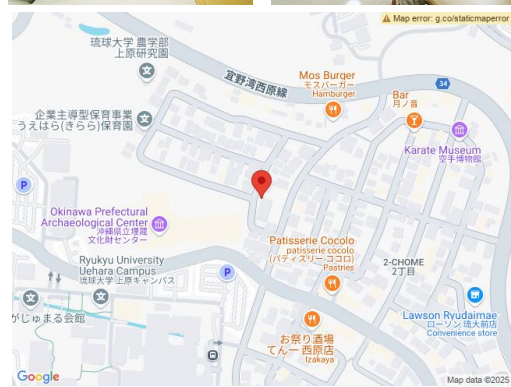 Map error: g.co/staticmaperror
琉球大学 農学部
上原研究園
宜野湾西原線
34
Mos Burger
モスバーガー
Hamburger
Bar
月ノ音
企業主導型保育事業
うえはら(きらら)保育園
Karate Museum
空手博物館
P
Okinawa Prefectural
Archaeological Center
沖縄県立埋蔵
文化財センター
Patisserie Cocolo
patisserie cocolo
(パティスリー ココロ)
Pastries
2-CHOME
2丁目
Ryukyu University
Uehara Campus
琉球大学上原キャンパス
P
がじゅまる会館
Lawson Ryudaimae
ローソン 琉大前店
Convenience store
お祭り酒場
てんー 西原店
Izakaya
Google
Map data ©2025